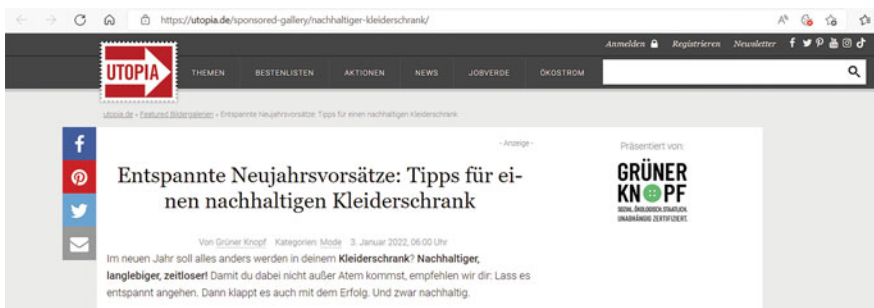 https://utopia.de/sponsored-gallery/nachhaltiger-kleiderschrank/
Anmelden Registrieren Newsletter
UTOPIA THEMEN BESTENLISTEN AKTIONEN NEWS JOBVERDE ÖKOSTROM
utopia.de » Featured Bildergalerien » Entspannte Neujahrsvorsätze: Tipps für einen nachhaltigen Kleiderschrank
- Anzeige -
Präsentiert von:
GRÜNER
KNOPF
SOZIAL. ÖKOLOGISCH. STAATLICH.
UNABHÄNGIG ZERTIFIZIERT.
Entspannte Neujahrsvorsätze: Tipps für ei-
nen nachhaltigen Kleiderschrank
Von Grüner Knopf Kategorien: Mode 3. Januar 2022, 06:00 Uhr
Im neuen Jahr soll alles anders werden in deinem Kleiderschrank? Nachhaltiger,
langlebiger, zeitloser! Damit du dabei nicht außer Atem kommst, empfehlen wir dir: Lass es
entspannt angehen. Dann klappt es auch mit dem Erfolg. Und zwar nachhaltig.